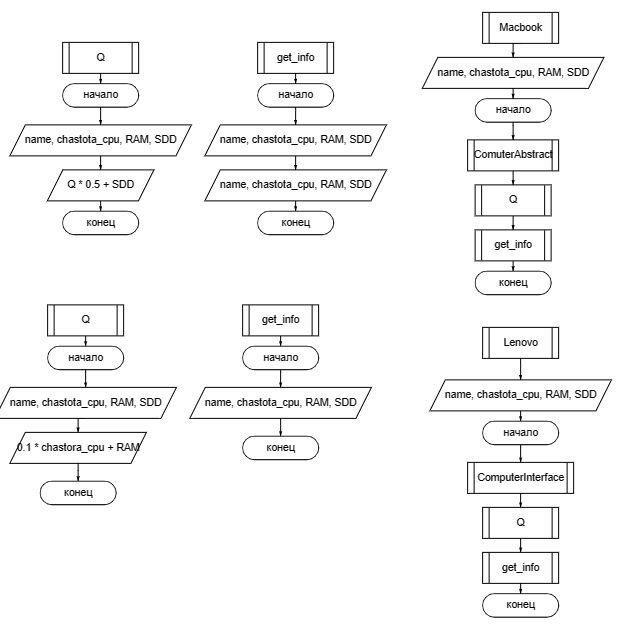 Q
начало
name, chastota_cpu, RAM, SDD
Q * 0.5 + SDD
конец
get_info
начало
name, chastota_cpu, RAM, SDD
name, chastota_cpu, RAM, SDD
конец
Macbook
name, chastota_cpu, RAM, SDD
начало
ComuterAbstract
Q
get_info
конец
Q
начало
name, chastota_cpu, RAM, SDD
0.1 * chastora_cpu + RAM
конец
get_info
начало
name, chastota_cpu, RAM, SDD
конец
Lenovo
name, chastota_cpu, RAM, SDD
начало
ComputerInterface
Q
get_info
конец